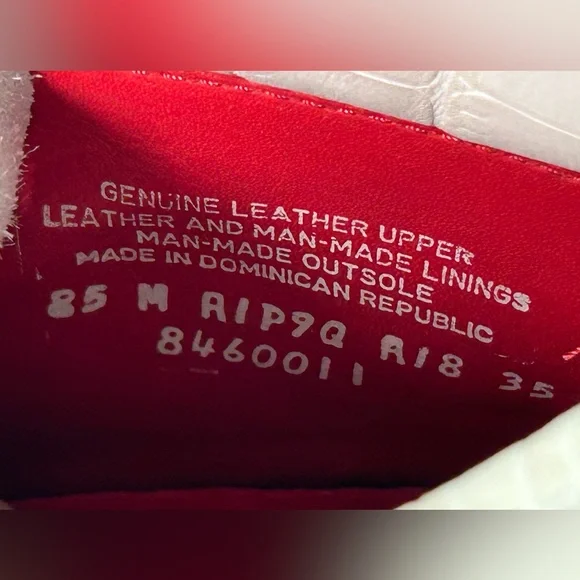 GENUINE LEATHER UPPER
LEATHER AND MAN-MADE LININGS
MAN-MADE OUTSOLE
MADE IN DOMINICAN REPUBLIC
85 M A1P9Q A18 35
8460011